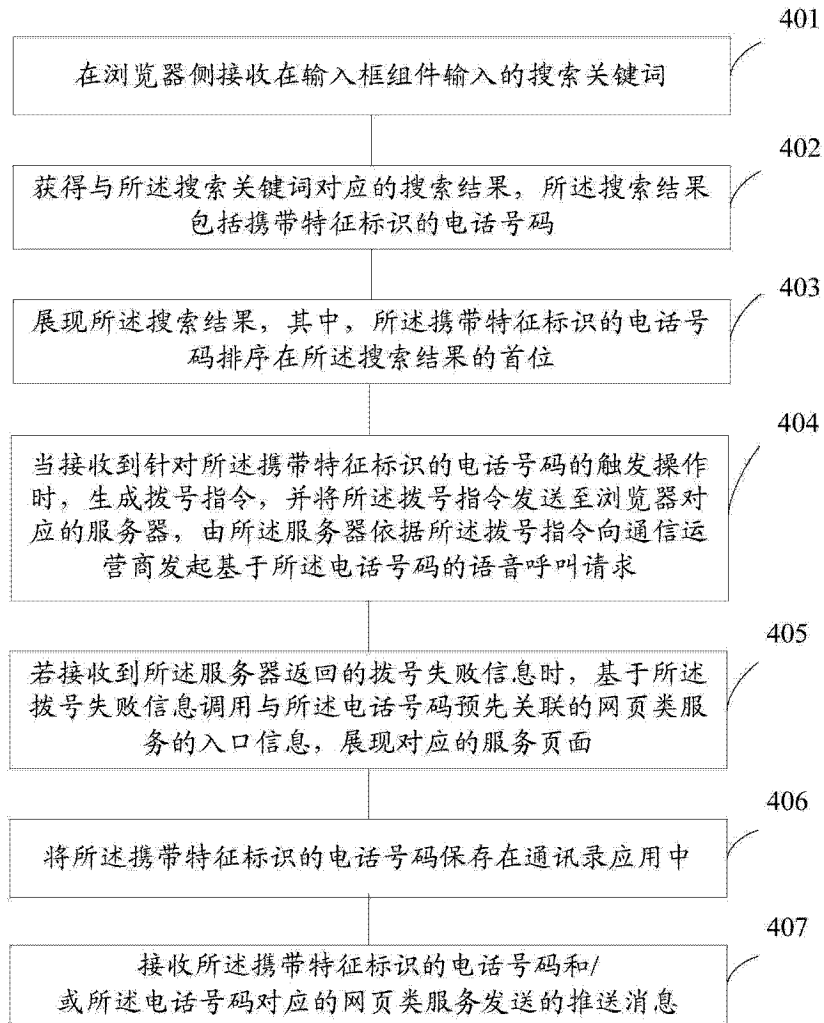 401
在浏览器侧接收在输入框组件输入的搜索关键词
402
获得与所述搜索关键词对应的搜索结果，所述搜索结果
包括携带特征标识的电话号码
403
展现所述搜索结果，其中，所述携带特征标识的电话号
码排序在所述搜索结果的首位
404
当接收到针对所述携带特征标识的电话号码的触发操作
时，生成拨号指令，并将所述拨号指令发送至浏览器对
应的服务器，由所述服务器依据所述拨号指令向通信运
营商发起基于所述电话号码的语音呼叫请求
405
若接收到所述服务器返回的拨号失败信息时，基于所述
拨号失败信息调用与所述电话号码预先关联的网页类服
务的入口信息，展现对应的服务页面
406
将所述携带特征标识的电话号码保存在通讯录应用中
407
接收所述携带特征标识的电话号码和/
或所述电话号码对应的网页类服务发送的推送消息